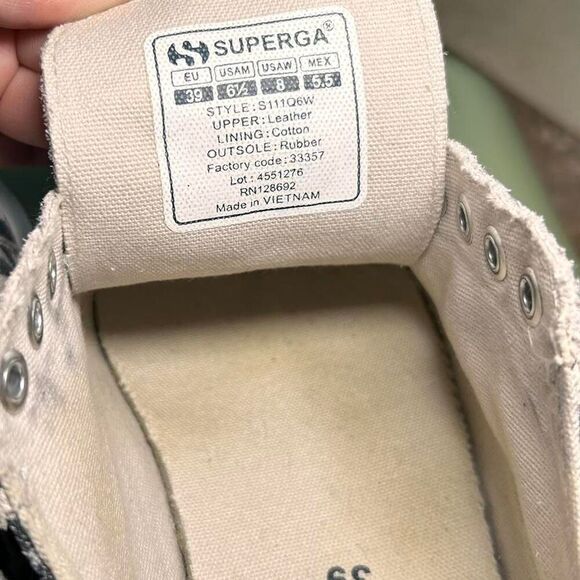 SUPERGA®
EU USAM USAW MEX
39 6½ 8 5.5
STYLE : S111Q6W
UPPER : Leather
LINING : Cotton
OUTSOLE : Rubber
Factory code : 33357
Lot : 4551276
RN128692
Made in VIETNAM
39